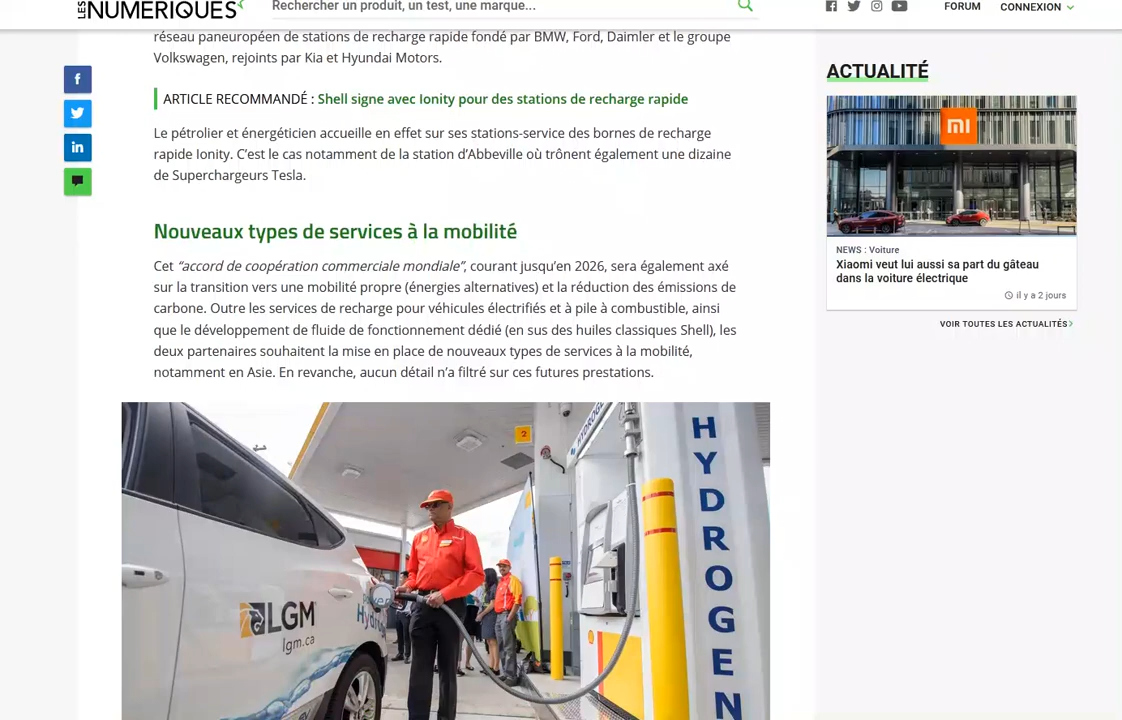 LES NUMERIQUES
Rechercher un produit, un test, une marque...
FORUM
CONNEXION
réseau paneuropéen de stations de recharge rapide fondé par BMW, Ford, Daimler et le groupe
Volkswagen, rejoints par Kia et Hyundai Motors.
ARTICLE RECOMMANDÉ : Shell signe avec Ionity pour des stations de recharge rapide
Le pétrolier et énergéticien accueille en effet sur ses stations-service des bornes de recharge
rapide Ionity. C’est le cas notamment de la station d’Abbeville où trônent également une dizaine
de Superchargeurs Tesla.
Nouveaux types de services à la mobilité
Cet “accord de coopération commerciale mondiale”, courant jusqu’en 2026, sera également axé
sur la transition vers une mobilité propre (énergies alternatives) et la réduction des émissions de
carbone. Outre les services de recharge pour véhicules électrifiés et à pile à combustible, ainsi
que le développement de fluide de fonctionnement dédié (en sus des huiles classiques Shell), les
deux partenaires souhaitent la mise en place de nouveaux types de services à la mobilité,
notamment en Asie. En revanche, aucun détail n’a filtré sur ces futures prestations.
2
HYDROGEN
LGM
lgm.ca
ACTUALITÉ
mi
NEWS : Voiture
Xiaomi veut lui aussi sa part du gâteau
dans la voiture électrique
il y a 2 jours
VOIR TOUTES LES ACTUALITÉS